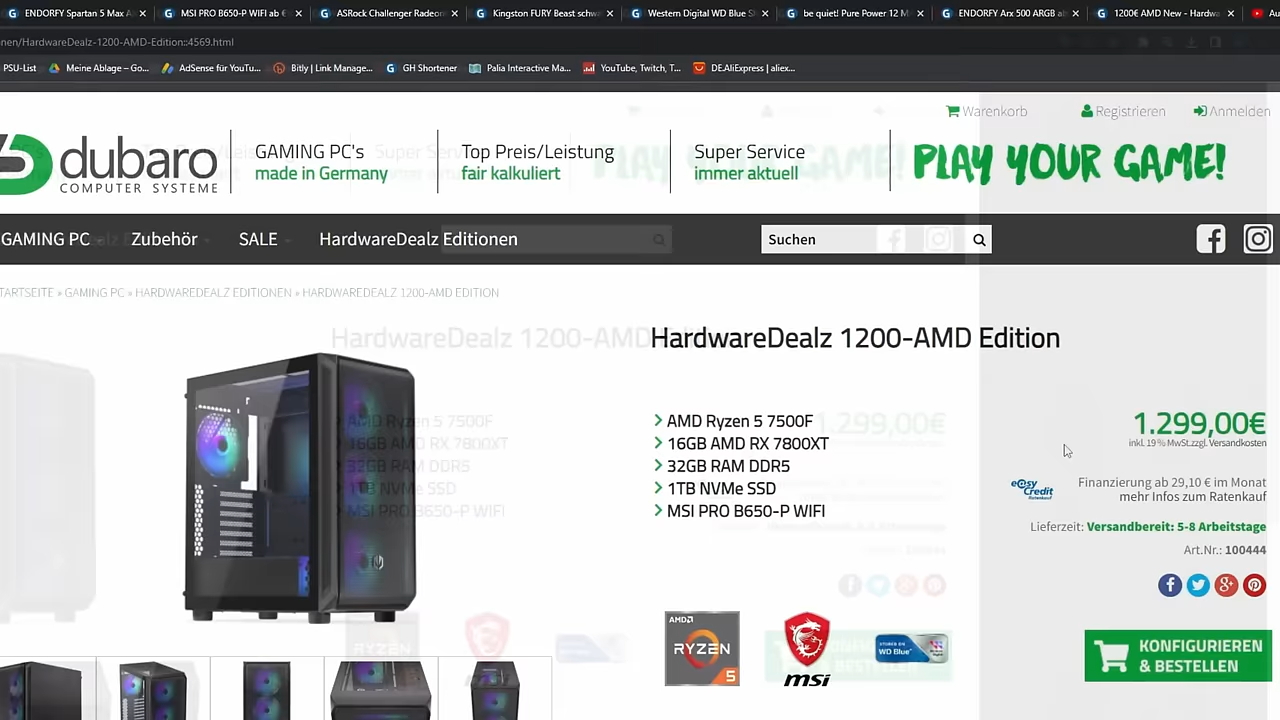 ENDORFY Spartan 5 Max A
MSI PRO B650-P WIFI ab €
ASRock Challenger Radeon
Kingston FURY Beast schwa
Western Digital WD Blue S
be quiet! Pure Power 12 M
ENDORFY Arx 500 ARGB ab
1200€ AMD New - Hardwa
Au
onen/HardwareDealz-1200-AMD-Edition::4569.html
PSU-List
Meine Ablage – Go...
AdSense für YouTu...
Bitly | Link Manage...
GH Shortener
Palia Interactive Ma...
YouTube, Twitch, T...
DE.AliExpress | aliex...
Warenkorb
Registrieren
Anmelden
dubaro
COMPUTER SYSTEME
GAMING PC's
made in Germany
Top Preis/Leistung
fair kalkuliert
Super Service
immer aktuell
PLAY YOUR GAME!
GAMING PC
Zubehör
SALE
HardwareDealz Editionen
Suchen
TARTSEITE » GAMING PC » HARDWAREDEALZ EDITIONEN » HARDWAREDEALZ 1200-AMD EDITION
HardwareDealz 1200-AMD Edition
AMD Ryzen 5 7500F
16GB AMD RX 7800XT
32GB RAM DDR5
1TB NVMe SSD
MSI PRO B650-P WIFI
1.299,00€
inkl. 19 % MwSt.zzgl. Versandkosten
easy Credit
Ratenkauf
Finanzierung ab 29,10 € im Monat
mehr Infos zum Ratenkauf
Lieferzeit: Versandbereit: 5-8 Arbeitstage
Art.Nr.: 100444
AMD
RYZEN
5
msi
WD Blue
KONFIGURIEREN
& BESTELLEN